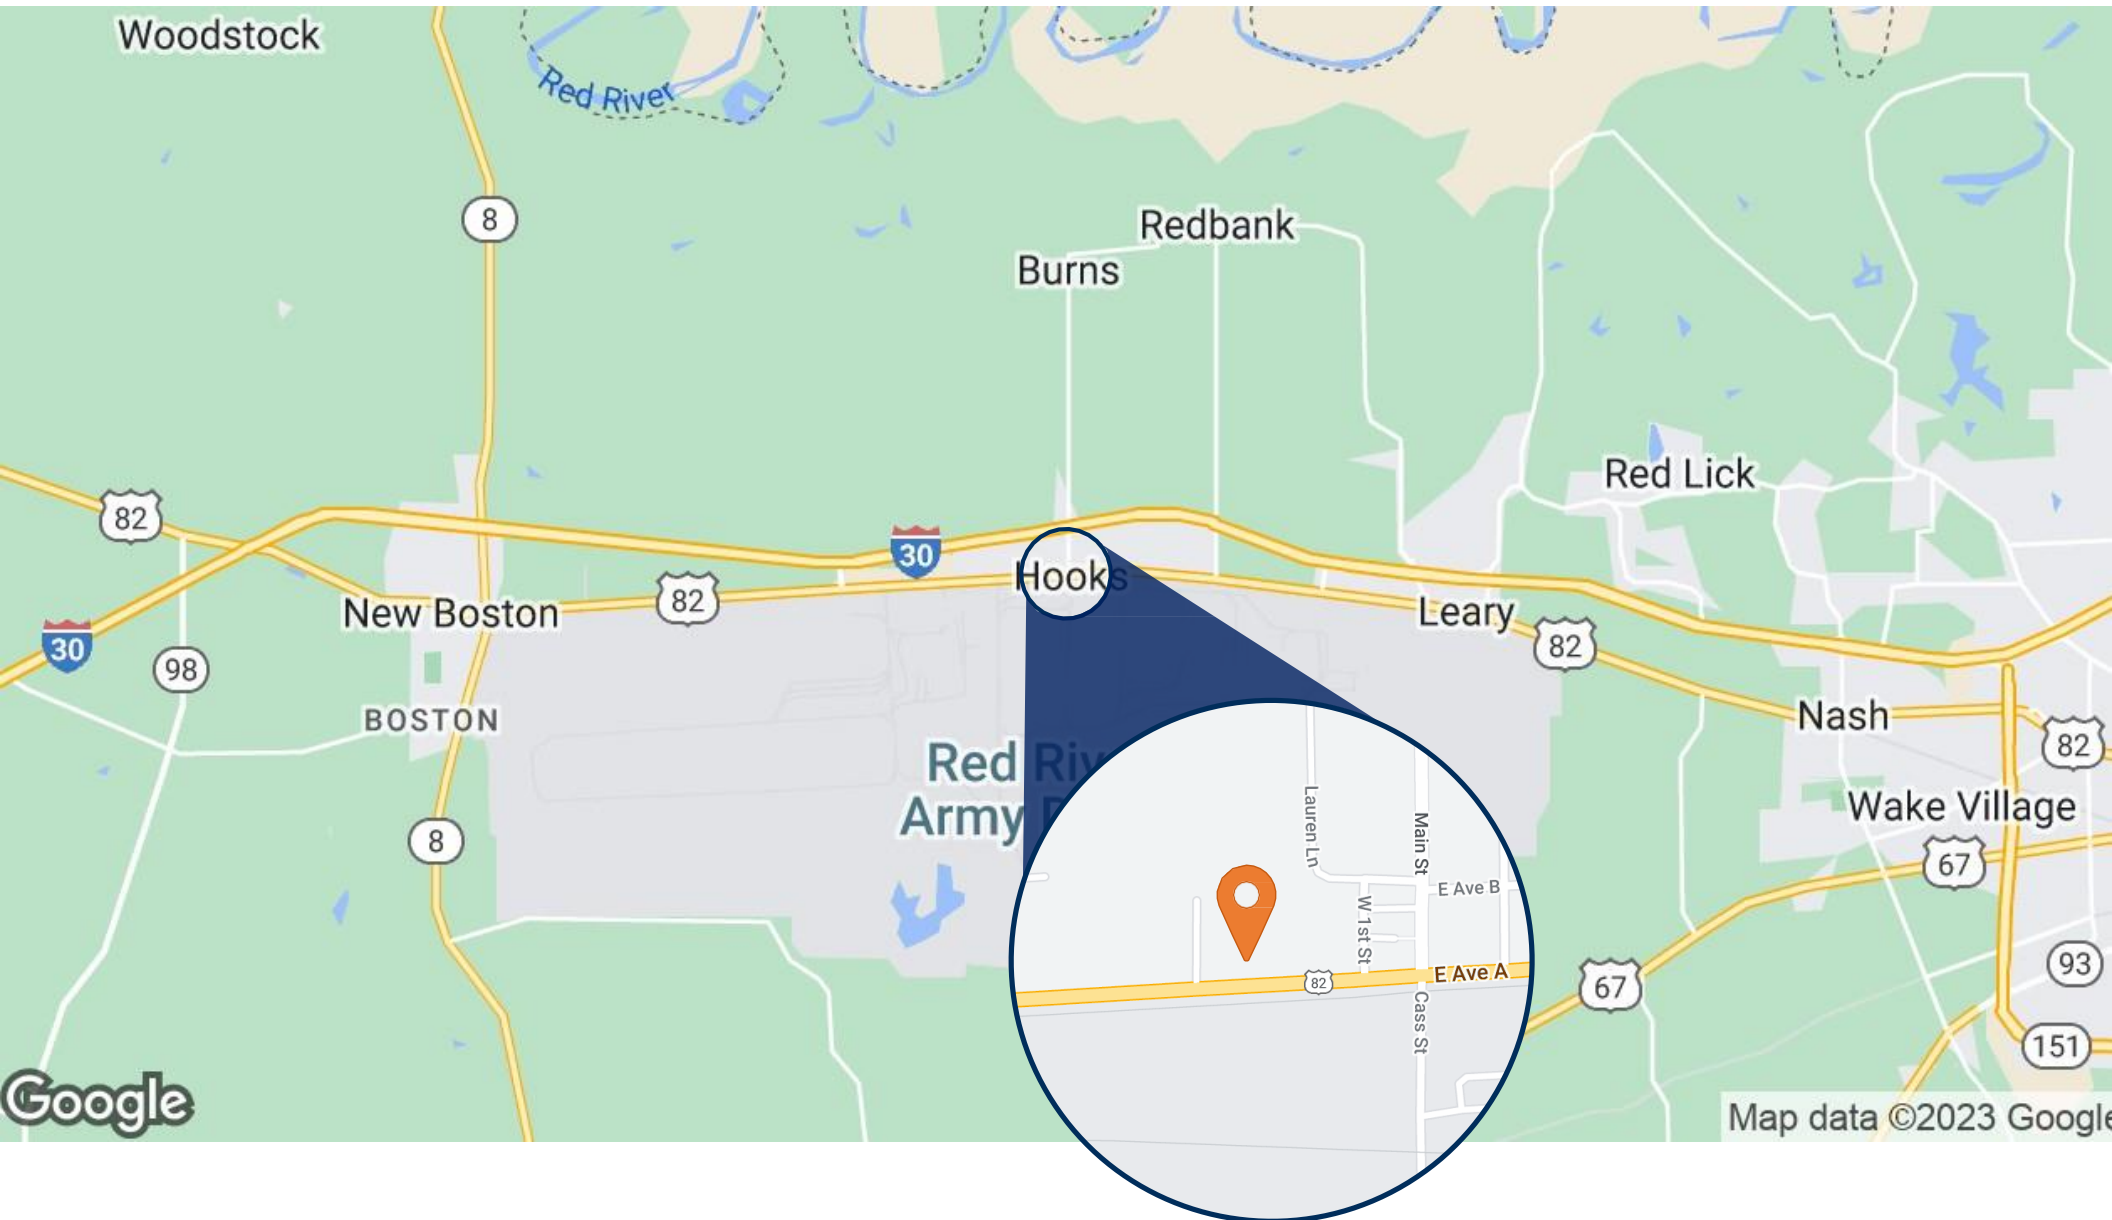 Woodstock
Red River
8
Redbank
Burns
Red Lick
82
30
Hooks
82
New Boston
Leary
82
30
98
BOSTON
Nash
82
Red Riv
Army
Wake Village
8
67
Lauren Ln
Main St
E Ave B
W 1st St
E Ave A
82
Cass St
67
93
151
Google
Map data ©2023 Google